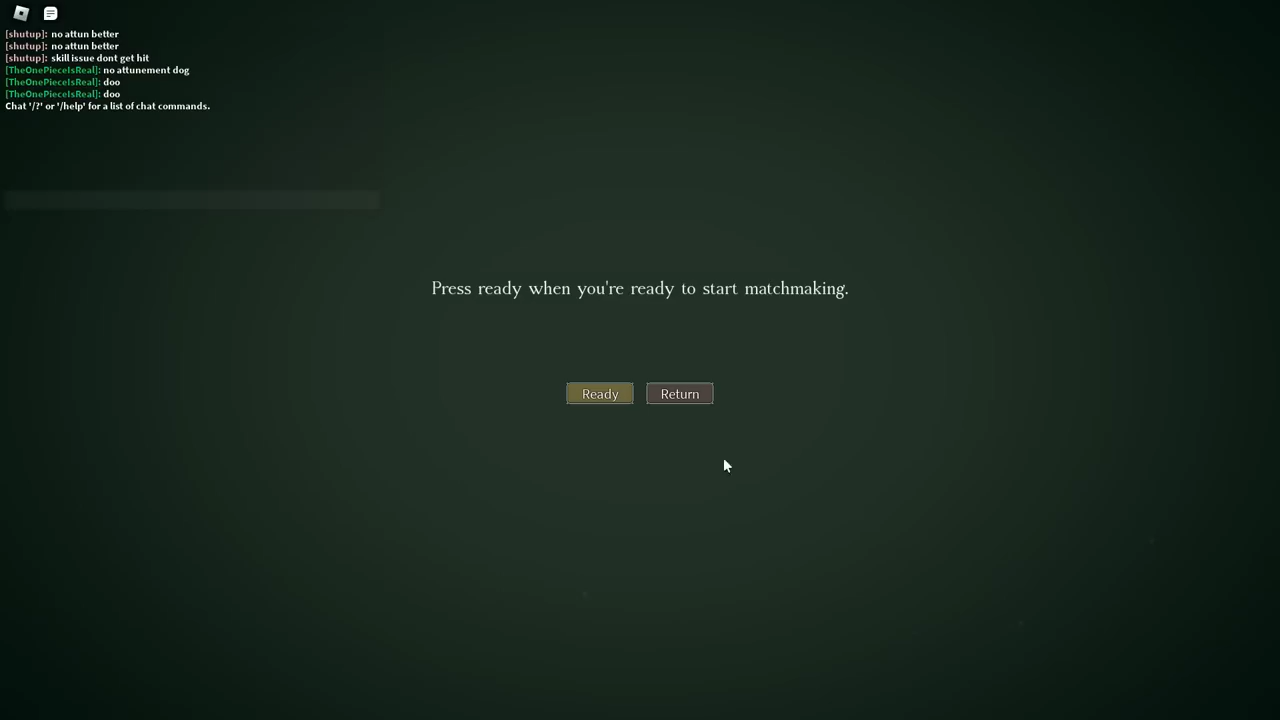 [shutup]: no attun better
[shutup]: no attun better
[shutup]: skill issue dont get hit
[TheOnePieceIsReal]: no attunement dog
[TheOnePieceIsReal]: doo
[TheOnePieceIsReal]: doo
Chat '/?' or '/help' for a list of chat commands.
Press ready when you're ready to start matchmaking.
Ready Return